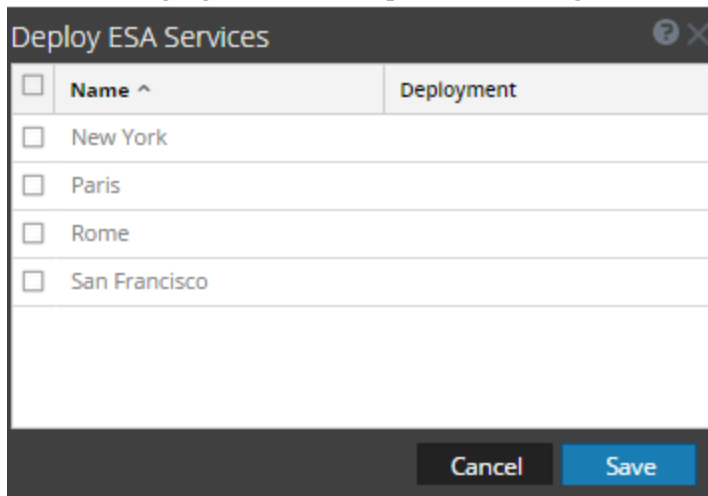 Deploy ESA Services
Name Deployment
New York
Paris
Rome
San Francisco
Cancel Save